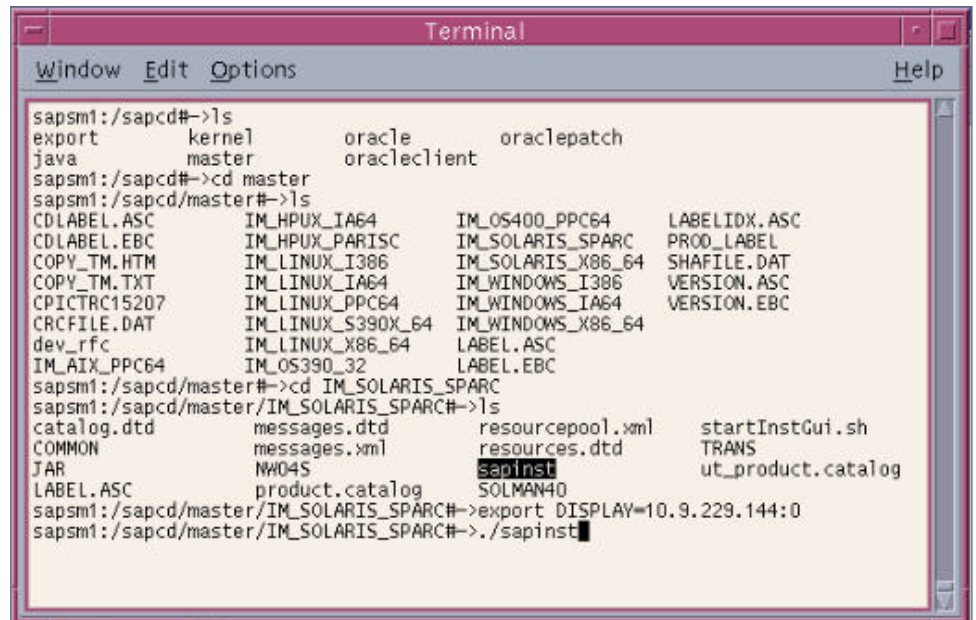 Terminal
Window Edit Options Help
sapsm1:/sapcd#->ls
export kernel oracle oraclepatch
java master oracleclient
sapsm1:/sapcd#->cd master
sapsm1:/sapcd/master#->ls
CDLABEL.ASC IM_HPUX_IA64 IM_OS400_PPC64 LABELIDX.ASC
CDLABEL.EBC IM_HPUX_PARISC IM_SOLARIS_SPARC PROD_LABEL
COPY_TM.HTM IM_LINUX_I386 IM_SOLARIS_X86_64 SHAFILE.DAT
COPY_TM.TXT IM_LINUX_IA64 IM_WINDOWS_I386 VERSION.ASC
CPICTRC15207 IM_LINUX_PPC64 IM_WINDOWS_IA64 VERSION.EBC
CRCFILE.DAT IM_LINUX_S390X_64 IM_WINDOWS_X86_64
dev_rfc IM_LINUX_X86_64 LABEL.ASC
IM_AIX_PPC64 IM_OS390_32 LABEL.EBC
sapsm1:/sapcd/master#->cd IM_SOLARIS_SPARC
sapsm1:/sapcd/master/IM_SOLARIS_SPARC#->ls
catalog.dtd messages.dtd resourcepool.xml startInstGui.sh
COMMON messages.xml resources.dtd TRANS
JAR NW04S sapinst ut_product.catalog
LABEL.ASC product.catalog SOLMAN40
sapsm1:/sapcd/master/IM_SOLARIS_SPARC#->export DISPLAY=10.9.229.144:0
sapsm1:/sapcd/master/IM_SOLARIS_SPARC#->./sapinst